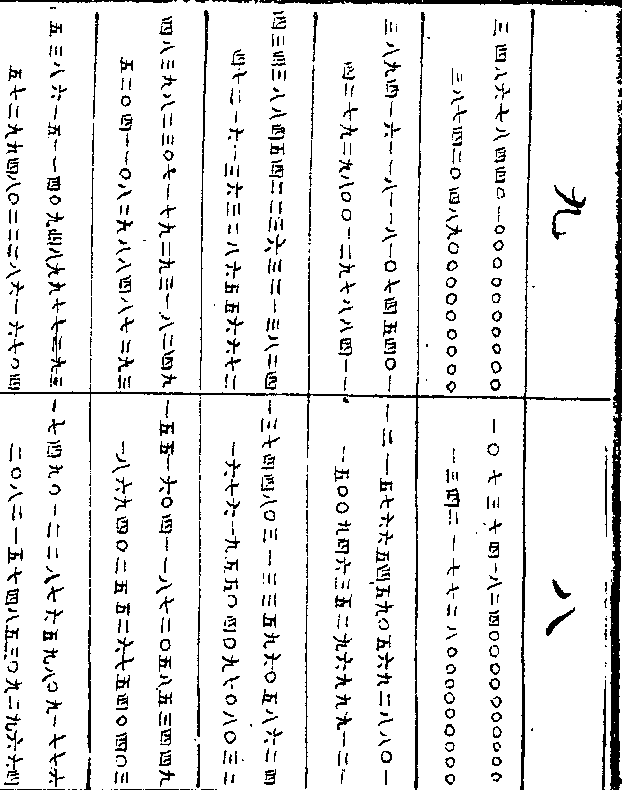 九
三四八六七八四四〇一〇〇〇〇〇〇〇〇〇〇
三八七四二〇四八九〇〇〇〇〇〇〇〇〇
三八九四一六一一八一一八一〇七四五四〇一
四二七九二九八〇〇一二九七八八四一一
四三四三八八四五四二二三六三三一三八二四
四七二一六一三六三二八六五五六六七二
四八三九八二三〇七一七九二九三一八二四九
五二〇四一一〇八二九八八四八七二九三
五三八六一五一一四〇九四八九九七七三九三
五七二九九四八〇二二二八六一六七〇四
八
一〇七三七四一八二四〇〇〇〇〇〇〇〇〇〇
一三四二一七七二八〇〇〇〇〇〇〇〇〇
一二一五七六六五四五九〇五六九二八八〇一
一五〇〇九四六三五二九六九九九一二一
一三七四四八〇三一三三五九六〇五八六二四
一六七六一九五五〇四〇九七〇八〇三二
一五五一六〇四一一八七二〇五八五三四四九
一八六九四〇二五五二六七五四〇四〇三
一七四九〇一二二八七六五九八〇九一七七六
二〇八三一五七四八五三〇九二九六六四